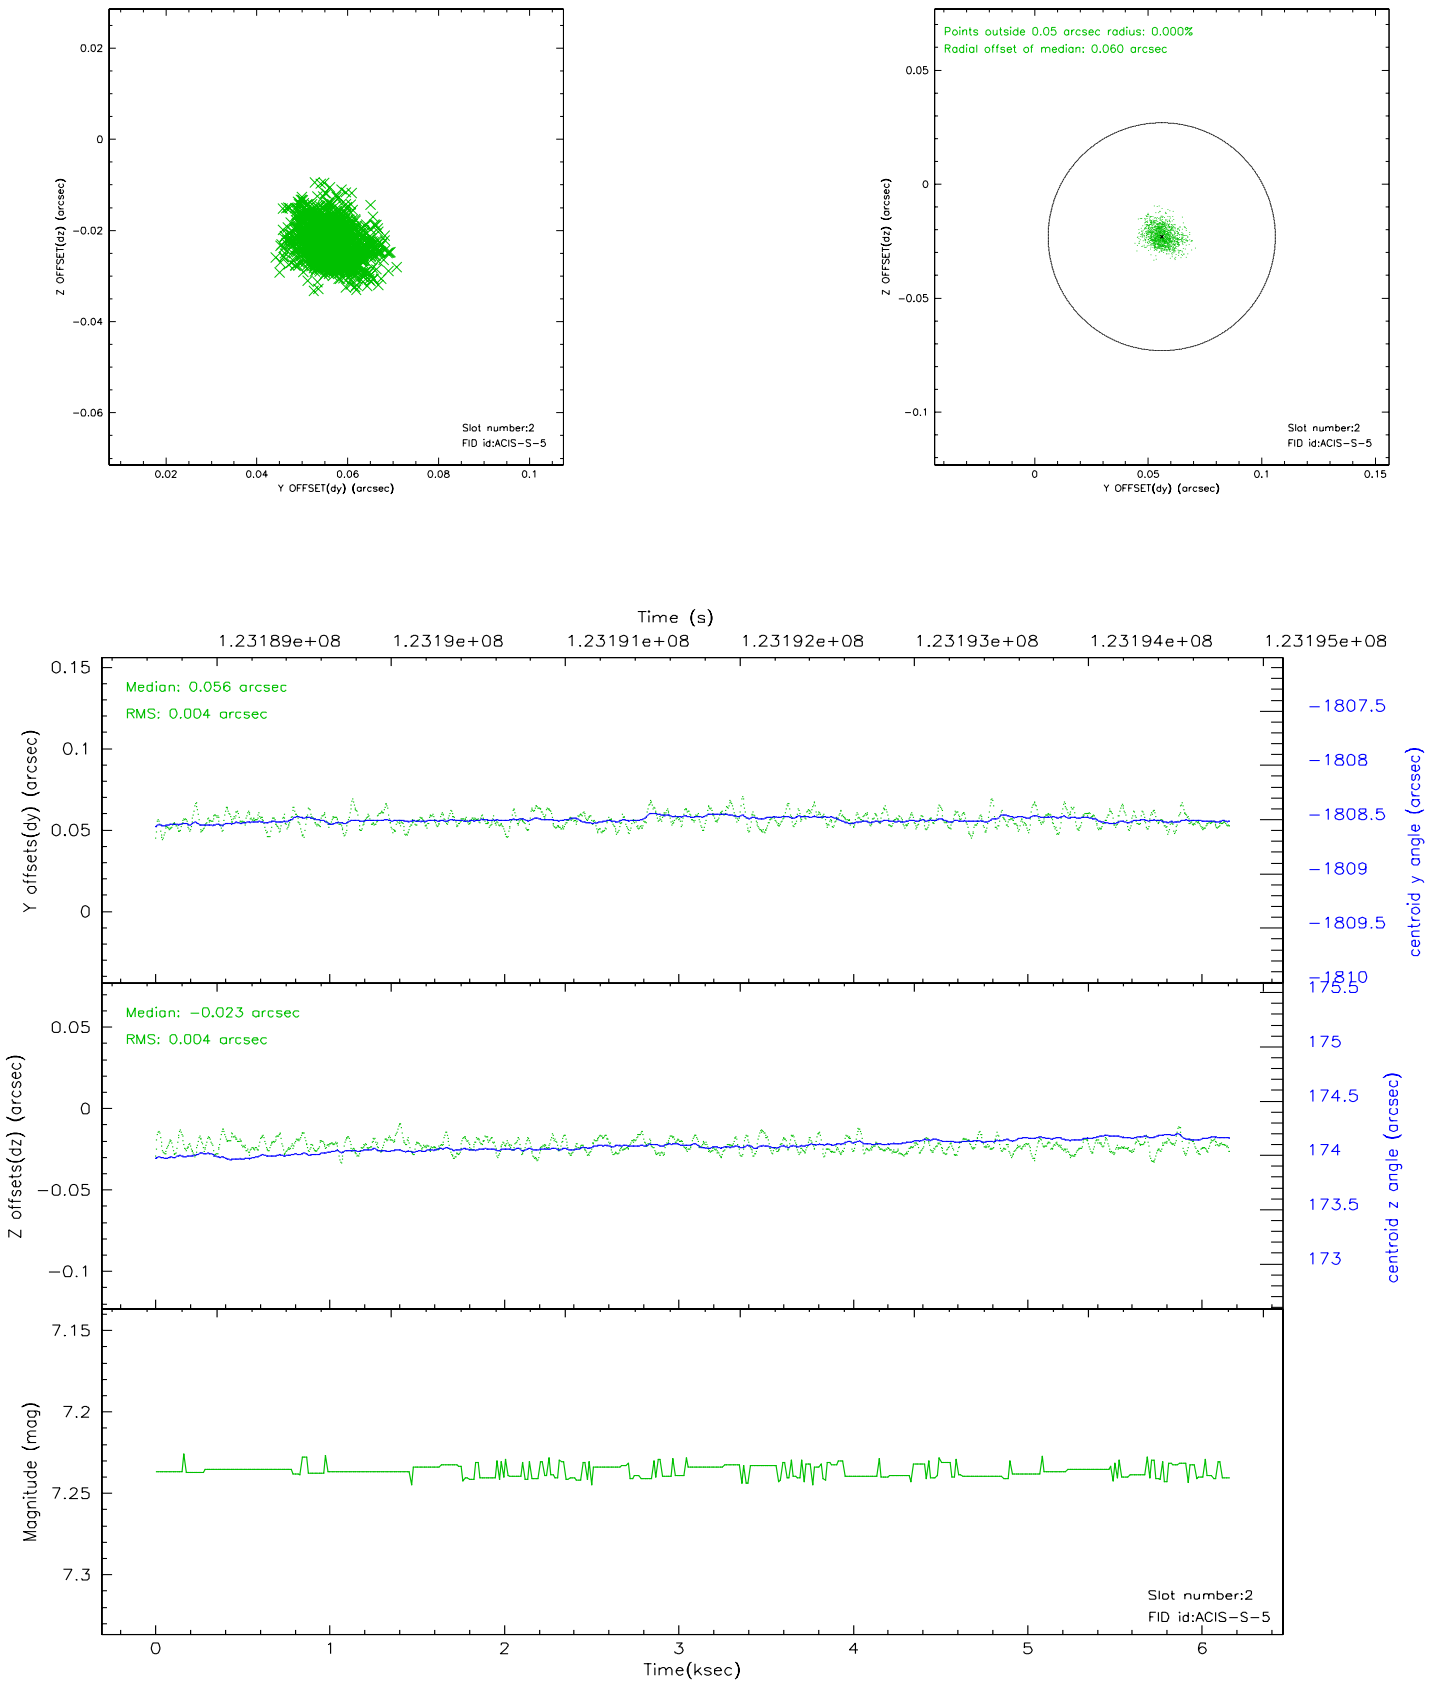 0.02
0
-0.02
-0.04
-0.06
Z OFFSET(dz) (arcsec)
Slot number:2
FID id:ACIS-S-5
0.02 0.04 0.06 0.08 0.1
Y OFFSET(dy) (arcsec)
Points outside 0.05 arcsec radius: 0.000%
Radial offset of median: 0.060 arcsec
0.05
0
-0.05
-0.1
Z OFFSET(dz) (arcsec)
Slot number:2
FID id:ACIS-S-5
0 0.05 0.1 0.15
Y OFFSET(dy) (arcsec)
Time (s)
1.23189e+08 1.2319e+08 1.23191e+08 1.23192e+08 1.23193e+08 1.23194e+08 1.23195e+08
Median: 0.056 arcsec
RMS: 0.004 arcsec
0.15
0.1
0.05
0
Y offsets(dy) (arcsec)
-1807.5
-1808
-1808.5
-1809
-1809.5
-1810
centroid y angle (arcsec)
Median: -0.023 arcsec
RMS: 0.004 arcsec
0.05
0
-0.05
-0.1
Z offsets(dz) (arcsec)
175.5
175
174.5
174
173.5
173
centroid z angle (arcsec)
7.15
7.2
7.25
7.3
Magnitude (mag)
Slot number:2
FID id:ACIS-S-5
0 1 2 3 4 5 6
Time(ksec)